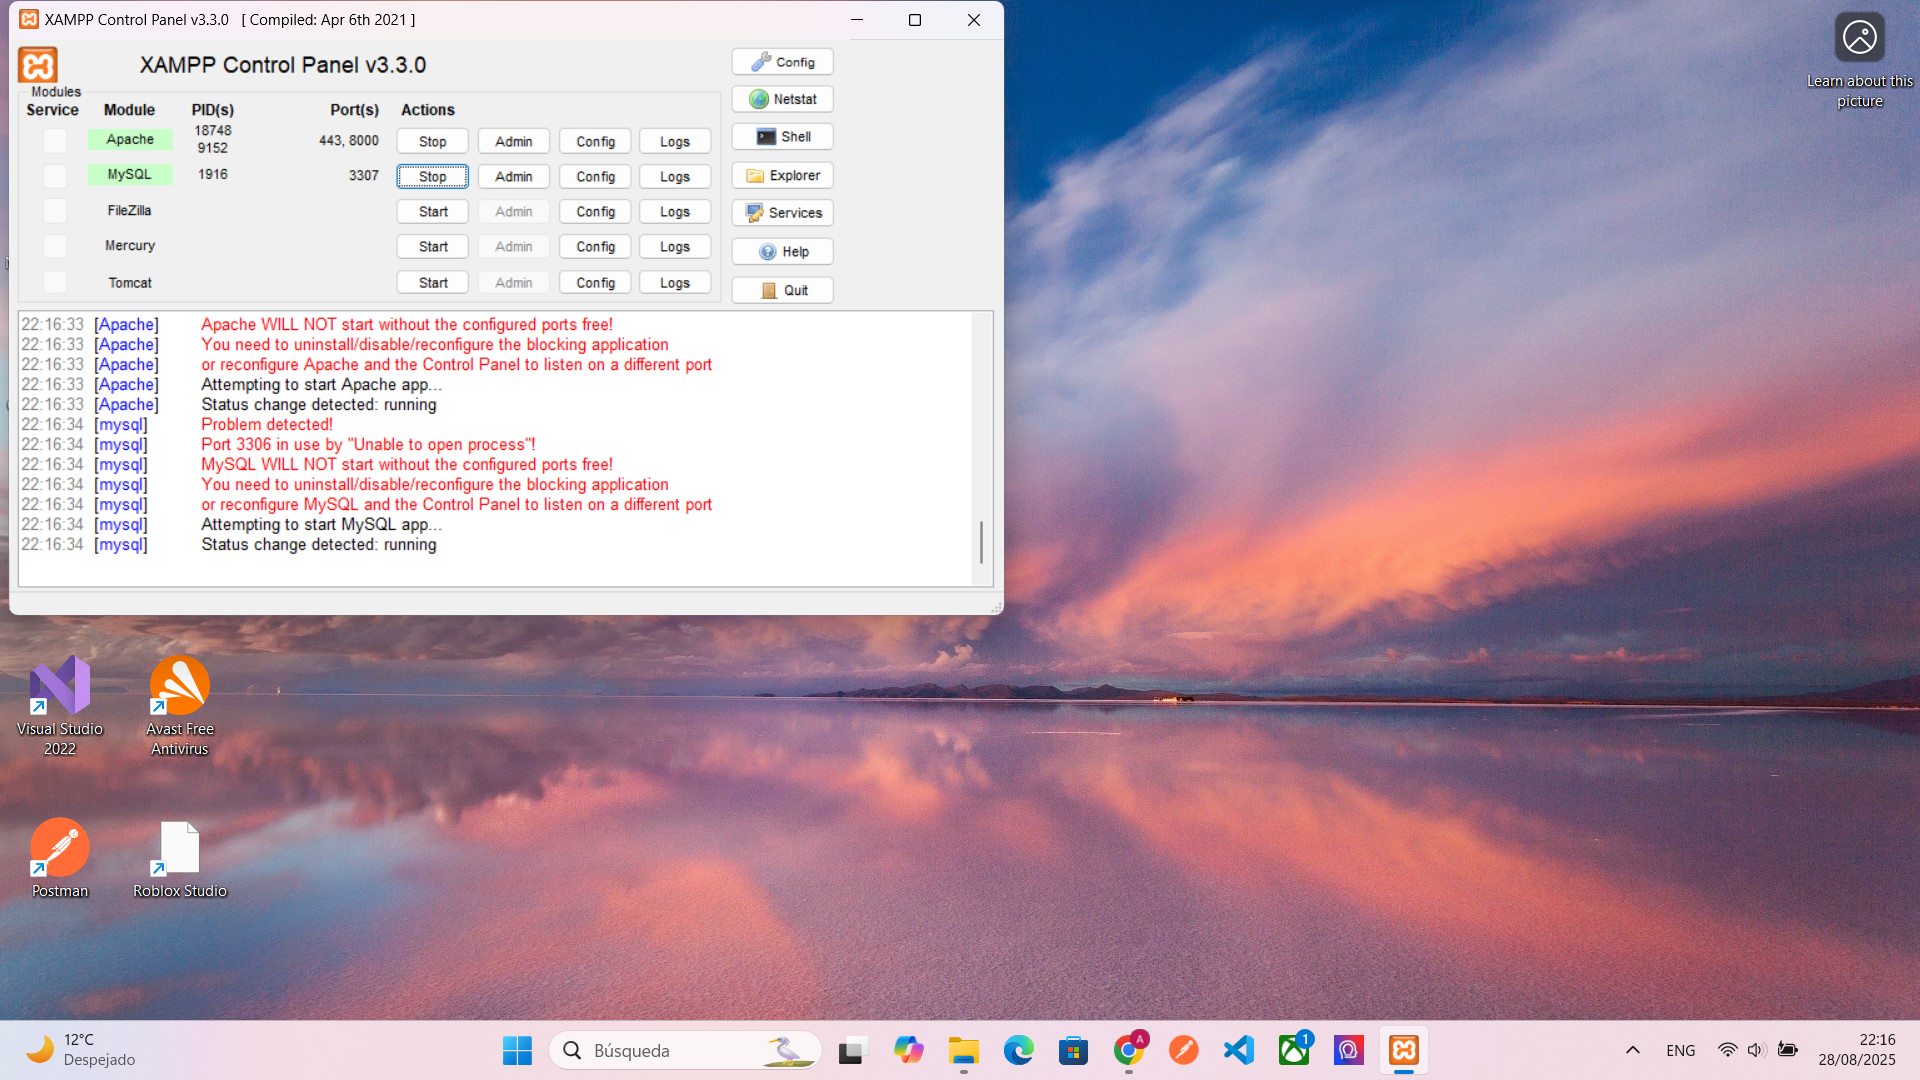 XAMPP Control Panel v3.3.0 [ Compiled: Apr 6th 2021 ]
XAMPP Control Panel v3.3.0
Config
Modules
Service Module PID(s) Port(s) Actions
Netstat
Apache 18748 9152 443, 8000 Stop Admin Config Logs
Shell
MySQL 1916 3307 Stop Admin Config Logs
Explorer
FileZilla Start Admin Config Logs
Services
Mercury Start Admin Config Logs
Help
Tomcat Start Admin Config Logs
Quit
22:16:33 [Apache] Apache WILL NOT start without the configured ports free!
22:16:33 [Apache] You need to uninstall/disable/reconfigure the blocking application
22:16:33 [Apache] or reconfigure Apache and the Control Panel to listen on a different port
22:16:33 [Apache] Attempting to start Apache app...
22:16:33 [Apache] Status change detected: running
22:16:34 [mysql] Problem detected!
22:16:34 [mysql] Port 3306 in use by "Unable to open process"!
22:16:34 [mysql] MySQL WILL NOT start without the configured ports free!
22:16:34 [mysql] You need to uninstall/disable/reconfigure the blocking application
22:16:34 [mysql] or reconfigure MySQL and the Control Panel to listen on a different port
22:16:34 [mysql] Attempting to start MySQL app...
22:16:34 [mysql] Status change detected: running
Learn about this
picture
Visual Studio
2022
Avast Free
Antivirus
Postman
Roblox Studio
12°C
Despejado
Búsqueda
A
1
ENG
22:16
28/08/2025